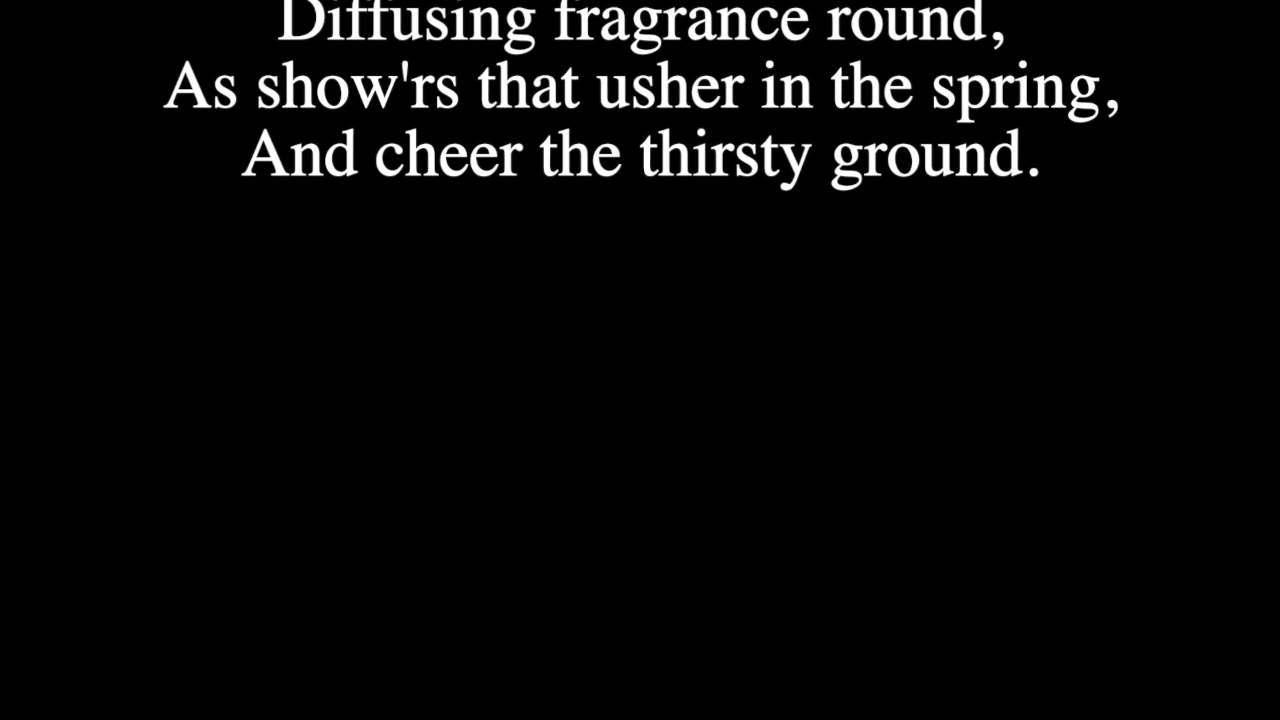 Diffusing fragrance round,
As show'rs that usher in the spring,
And cheer the thirsty ground.